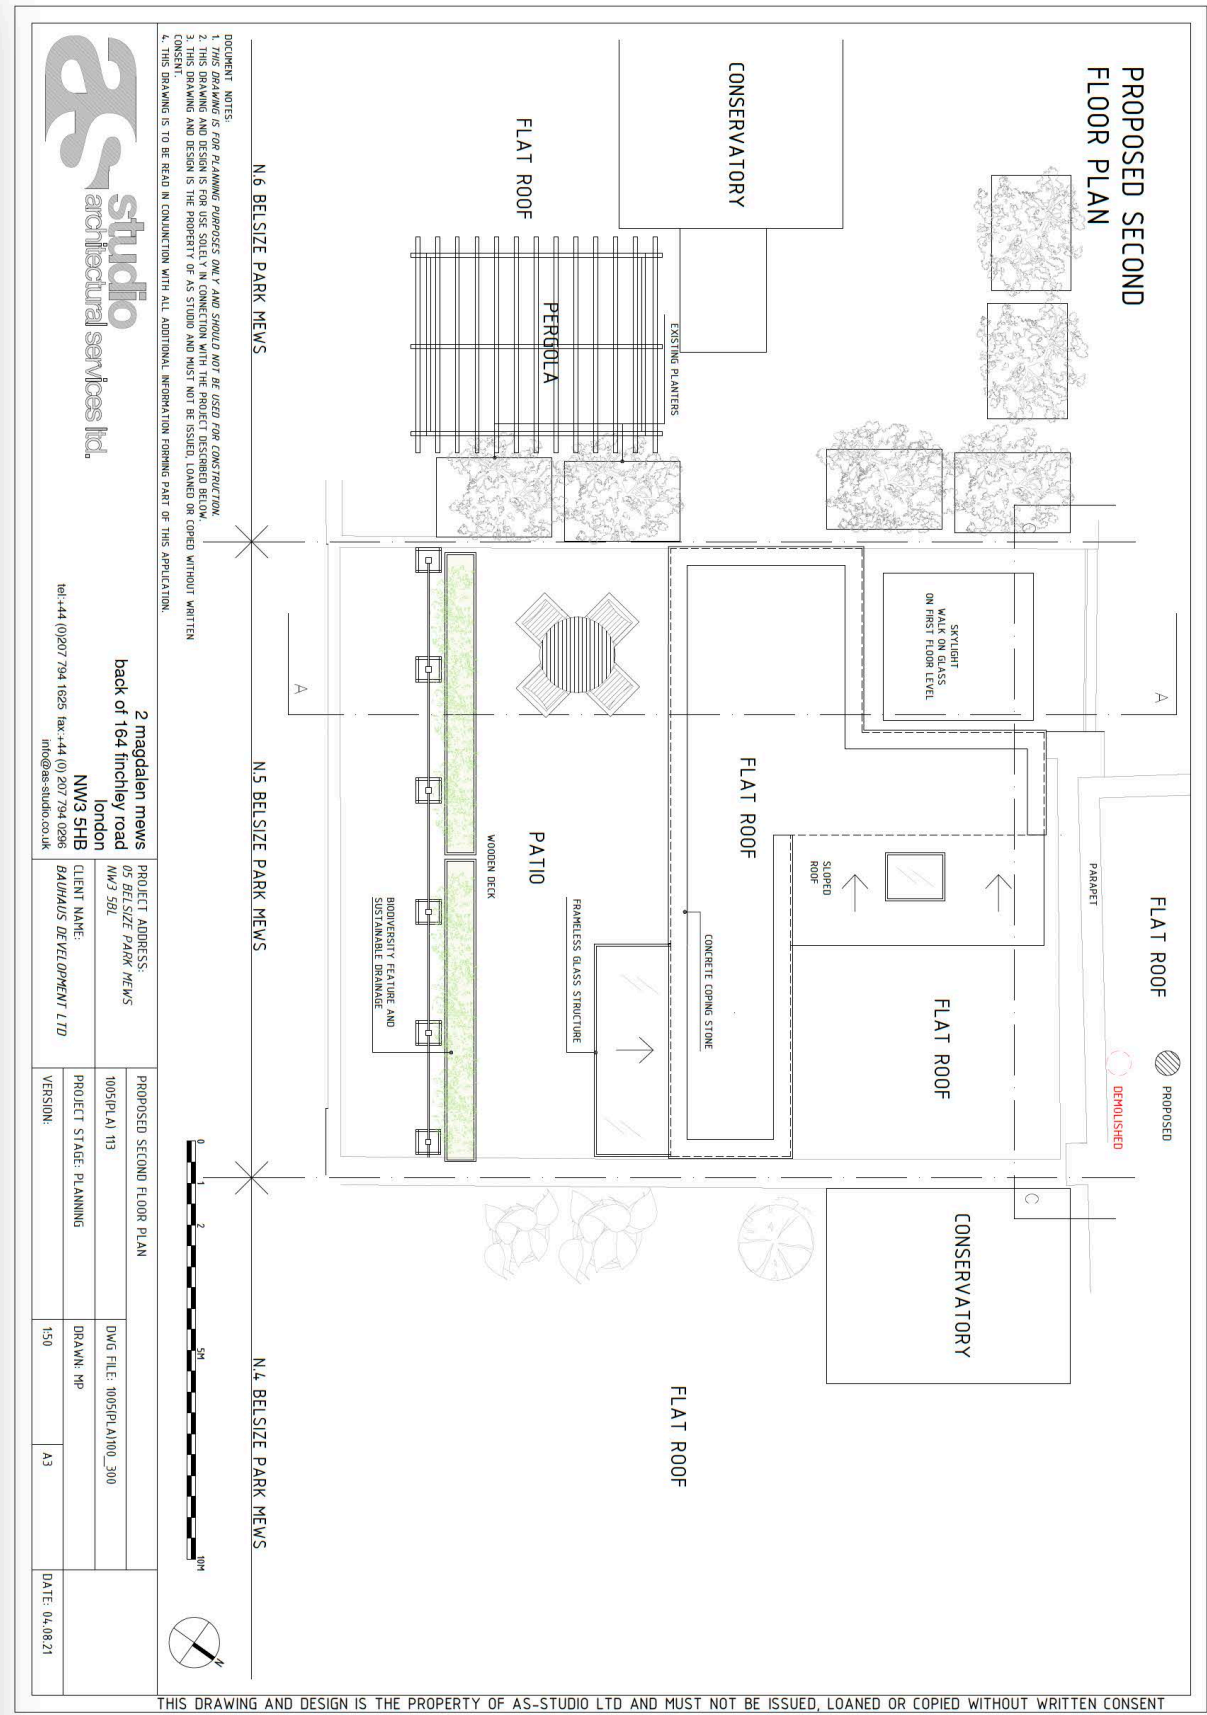 PROPOSED SECOND
FLOOR PLAN
CONSERVATORY
FLAT ROOF
PERGOLA
EXISTING PLANTERS
N.6 BELSIZE PARK MEWS
SKYLIGHT
WALK ON GLASS
ON FIRST FLOOR LEVEL
A
A
C
C
FLAT ROOF
SLOPED
ROOF
PARAPET
FLAT ROOF
FLAT ROOF
PATIO
WOODEN DECK
FRAMELESS GLASS STRUCTURE
CONCRETE COPING STONE
BIODIVERSITY FEATURE AND
SUSTAINABLE DRAINAGE
N.5 BELSIZE PARK MEWS
PROPOSED
DEMOLISHED
CONSERVATORY
FLAT ROOF
N.4 BELSIZE PARK MEWS
DOCUMENT NOTES:
1. THIS DRAWING IS FOR PLANNING PURPOSES ONLY AND SHOULD NOT BE USED FOR CONSTRUCTION.
2. THIS DRAWING AND DESIGN IS FOR USE SOLELY IN CONNECTION WITH THE PROJECT DESCRIBED BELOW.
3. THIS DRAWING AND DESIGN IS THE PROPERTY OF AS STUDIO AND MUST NOT BE ISSUED, LOANED OR COPIED WITHOUT WRITTEN
CONSENT.
4. THIS DRAWING IS TO BE READ IN CONJUNCTION WITH ALL ADDITIONAL INFORMATION FORMING PART OF THIS APPLICATION.
0 1 2 5M 10M
N
as studio
architectural services ltd.
2 magdalen mews
back of 164 finchley road
london
NW3 5HB
tel:+44 (0)207 794 1625 fax:+44 (0) 207 794 0296
info@as-studio.co.uk
PROJECT ADDRESS:
05 BELSIZE PARK MEWS
NW3 5BL
CLIENT NAME:
BAUHAUS DEVELOPMENT LTD
PROPOSED SECOND FLOOR PLAN
1005(PLA) 113
DWG FILE: 1005(PLA)100_300
PROJECT STAGE: PLANNING
DRAWN: MP
VERSION:
1:50
A3
DATE: 04.08.21
THIS DRAWING AND DESIGN IS THE PROPERTY OF AS-STUDIO LTD AND MUST NOT BE ISSUED, LOANED OR COPIED WITHOUT WRITTEN CONSENT